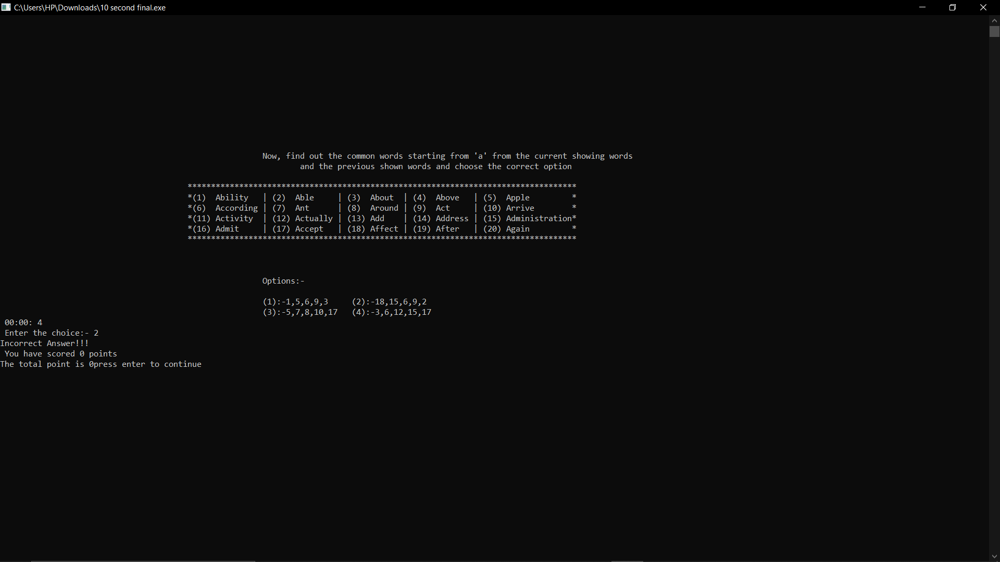 C:\Users\HP\Downloads\10 second final.exe
Now, find out the common words starting from 'a' from the current showing words
and the previous shown words and choose the correct option
***********************************************************************************
*(1)  Ability   | (2)  Able     | (3)  About  | (4)  Above   | (5)  Apple         *
*(6)  According | (7)  Ant      | (8)  Around | (9)  Act     | (10) Arrive        *
*(11) Activity  | (12) Actually | (13) Add    | (14) Address | (15) Administration*
*(16) Admit     | (17) Accept   | (18) Affect | (19) After   | (20) Again         *
***********************************************************************************
Options:-
(1):-1,5,6,9,3     (2):-18,15,6,9,2
(3):-5,7,8,10,17   (4):-3,6,12,15,17
00:00: 4
Enter the choice:- 2
Incorrect Answer!!!
You have scored 0 points
The total point is 0press enter to continue